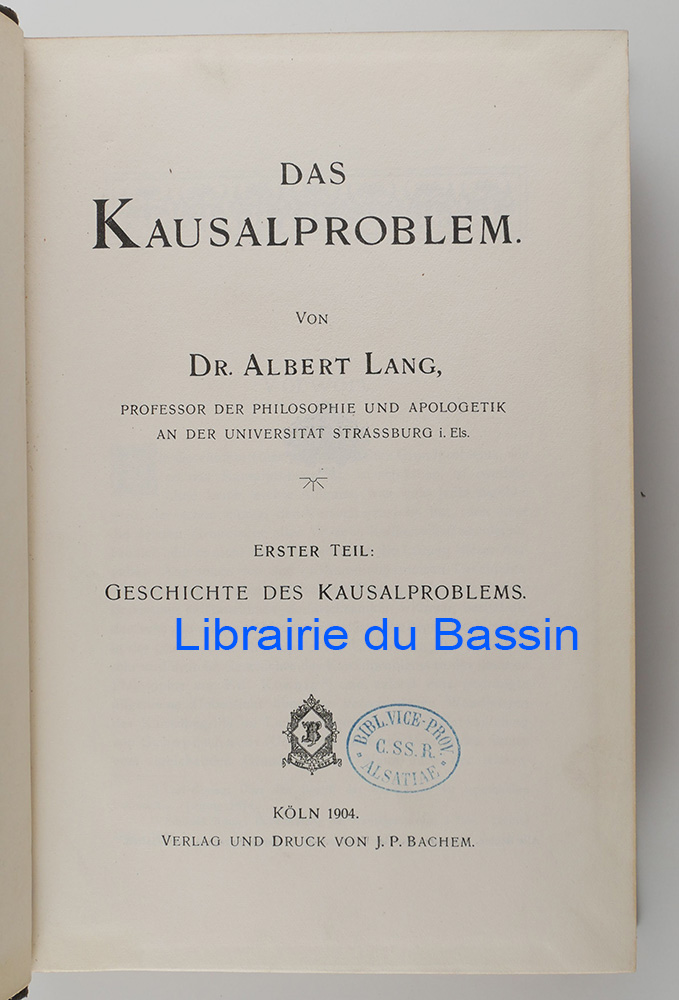 DAS
KAUSALPROBLEM.
VON
DR. ALBERT LANG,
PROFESSOR DER PHILOSOPHIE UND APOLOGETIK
AN DER UNIVERSITÄT STRASSBURG i. Els.
ERSTER TEIL:
GESCHICHTE DES KAUSALPROBLEMS.
Librairie du Bassin
B
BIBL. VICE-PROV.
C. SS. R.
ALSATIAE
KÖLN 1904.
VERLAG UND DRUCK VON J. P. BACHEM.